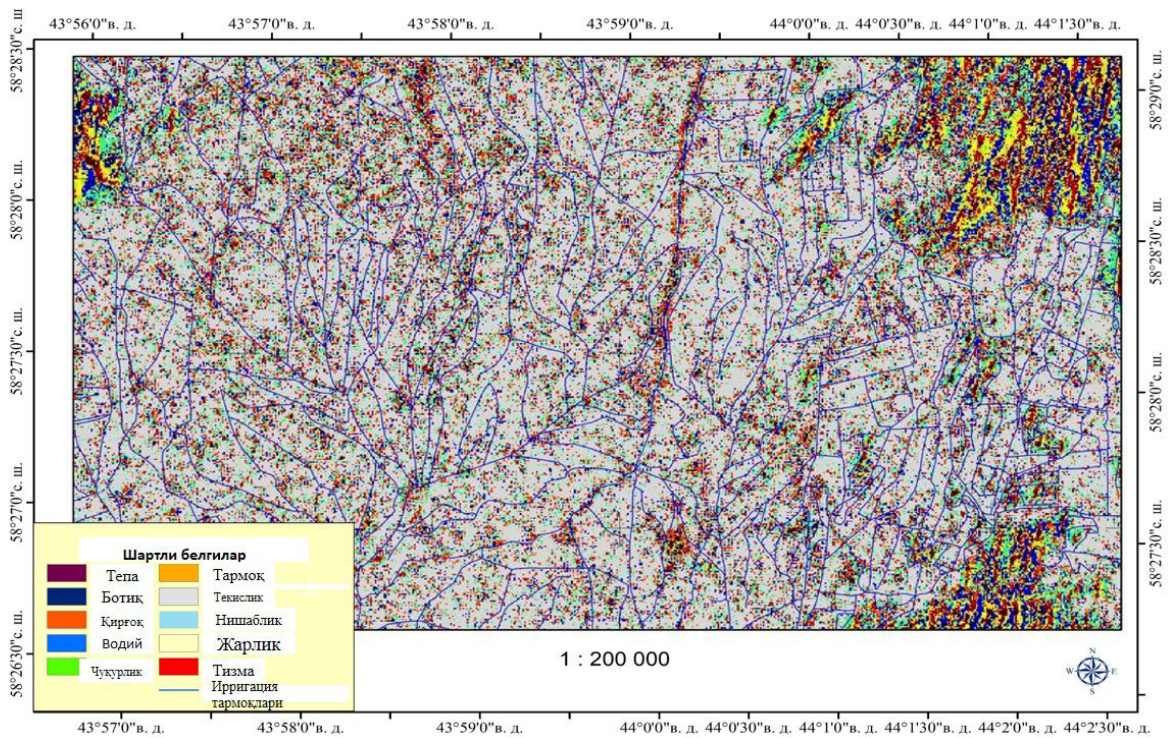 43°56'0"в. д. 43°57'0"в. д. 43°58'0"в. д. 43°59'0"в. д. 44°0'0"в. д. 44°0'30"в. д. 44°1'0"в. д. 44°1'30"в. д.
58°28'30"с. ш
58°28'0"с. ш.
58°27'30"с. ш.
58°27'0"с. ш.
58°26'30"с. ш.
58°29'0"с. ш.
58°28'30"с. ш.
58°28'0"с. ш.
58°27'30"с. ш.
Шартли белгилар
Тепа Тармоқ
Ботиқ Текислик
Қирғоқ Нишаблик
Водий Жарлик
Чуқурлик Тизма
Ирригация
тармоқлари
1 : 200 000
N
W E
S
43°57'0"в. д. 43°58'0"в. д. 43°59'0"в. д. 44°0'0"в. д. 44°0'30"в. д. 44°1'0"в. д. 44°1'30"в. д. 44°2'0"в. д. 44°2'30"в. д.